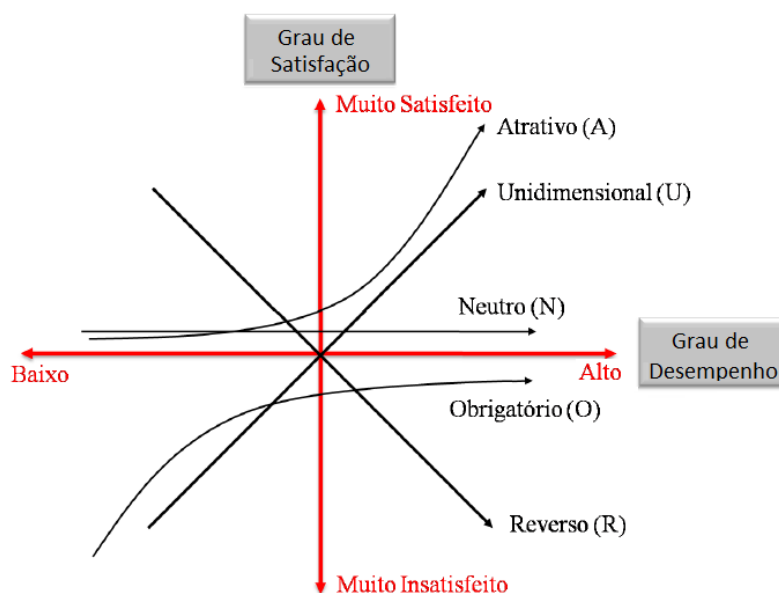 Grau de
Satisfação
Muito Satisfeito
Atrativo (A)
Unidimensional (U)
Neutro (N)
Grau de
Desempenho
Baixo
Alto
Obrigatório (O)
Reverso (R)
Muito Insatisfeito